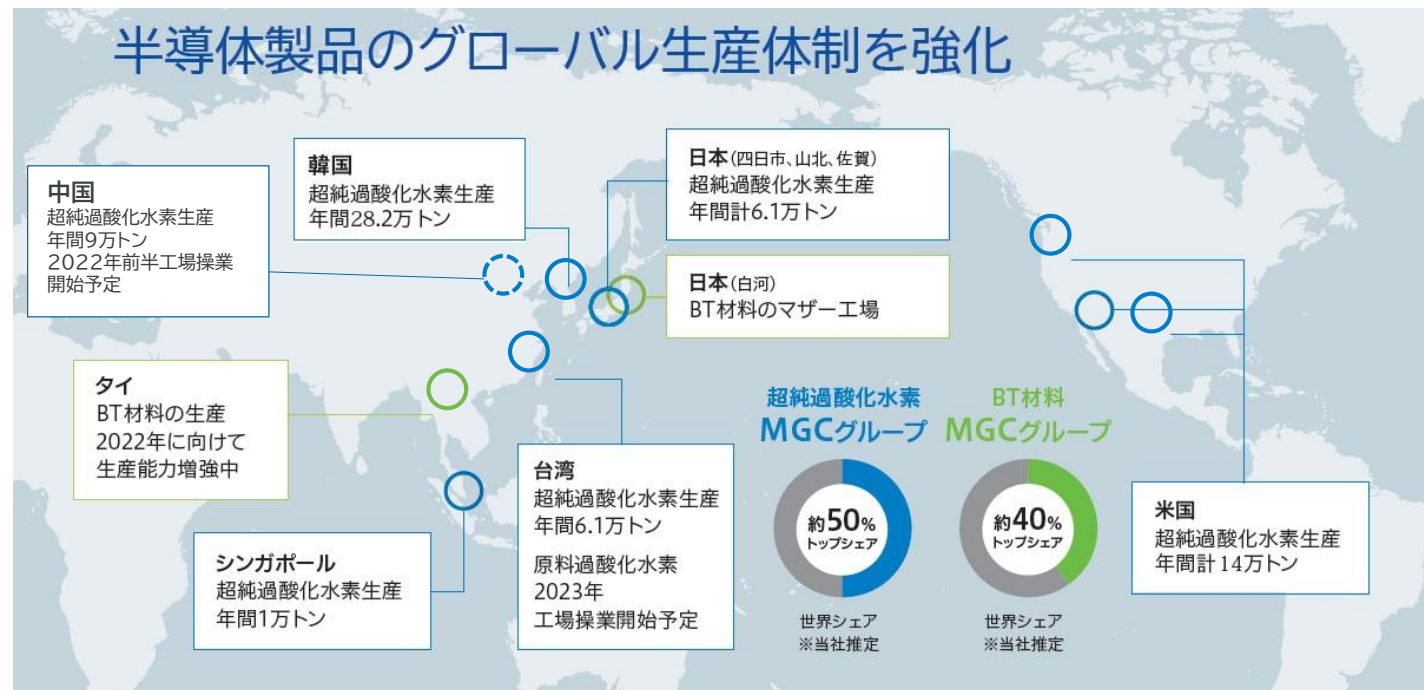 半導体製品のグローバル生産体制を強化
中国
超純過酸化水素生産
年間9万トン
2022年前半工場操業
開始予定
韓国
超純過酸化水素生産
年間28.2万トン
日本(四日市、山北、佐賀)
超純過酸化水素生産
年間計6.1万トン
日本(白河)
BT材料のマザー工場
タイ
BT材料の生産
2022年に向けて
生産能力増強中
シンガポール
超純過酸化水素生産
年間1万トン
台湾
超純過酸化水素生産
年間6.1万トン
原料過酸化水素
2023年
工場操業開始予定
超純過酸化水素
MGCグループ
約50%
トップシェア
世界シェア
※当社推定
BT材料
MGCグループ
約40%
トップシェア
世界シェア
※当社推定
米国
超純過酸化水素生産
年間計14万トン